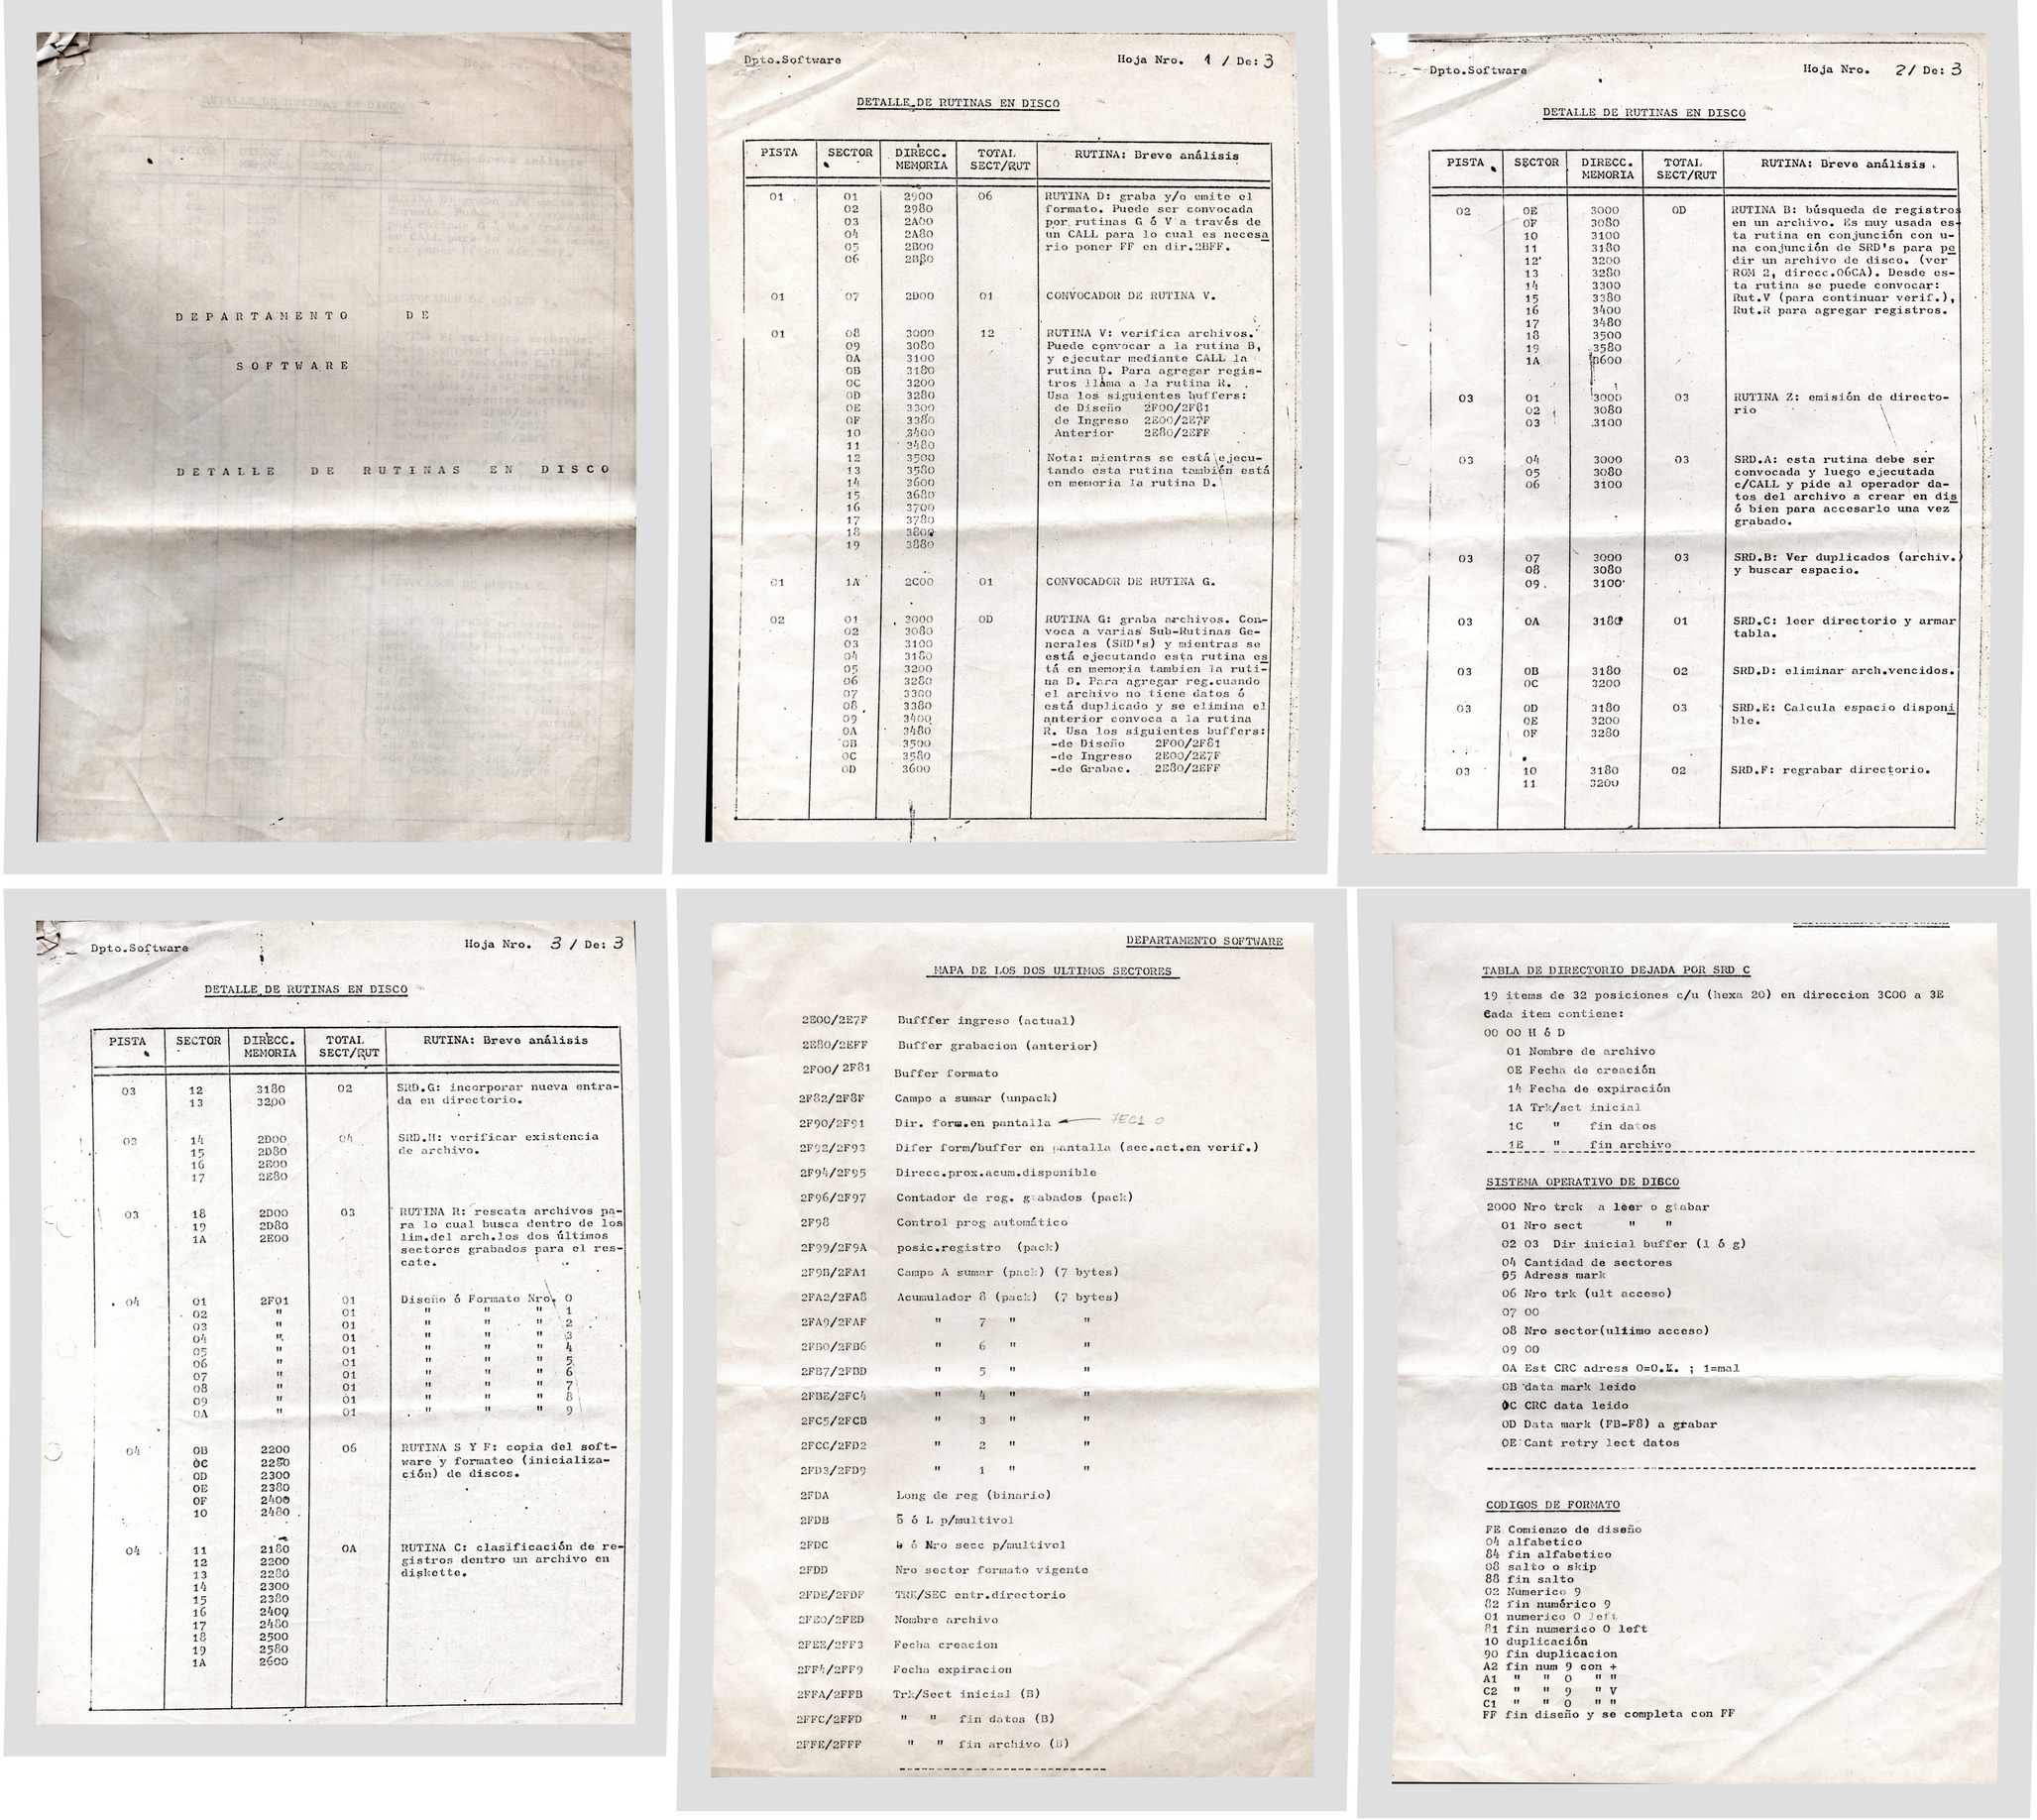 DEPARTAMENTO DE
SOFTWARE
DETALLE DE RUTINAS EN DISCO
Dpto.Software Hoja Nro. 1 / De: 3
DETALLE DE RUTINAS EN DISCO
PISTA SECTOR DIRECC. TOTAL RUTINA: Breve análisis
MEMORIA SECT/RUT
01 01 2900 06 RUTINA D: graba y/o emite el
02 2980 formato. Puede ser convocada
03 2A00 por rutinas G ó V a través de
04 2A80 un CALL para lo cual es necesa
05 2B00 rio poner FF en dir.2BFF.
06 2B80
01 07 2D00 01 CONVOCADOR DE RUTINA V.
01 08 3000 12 RUTINA V: verifica archivos.
09 3080 Puede convocar a la rutina B,
0A 3100 y ejecutar mediante CALL la
0B 3180 rutina D. Para agregar regis-
0C 3200 tros llama a la rutina R.
0D 3280 Usa los siguientes buffers:
0E 3300 de Diseño 2F00/2F81
0F 3380 de Ingreso 2E00/2E7F
10 3400 Anterior 2E80/2EFF
11 3480
12 3500 Nota: mientras se está ejecu-
13 3580 tando esta rutina también está
14 3600 en memoria la rutina D.
15 3680
16 3700
17 3780
18 3800
19 3880
01 1A 2C00 01 CONVOCADOR DE RUTINA G.
02 01 3000 0D RUTINA G: graba archivos. Con-
02 3080 voca a varias Sub-Rutinas Ge-
03 3100 nerales (SRD's) y mientras se
04 3180 está ejecutando esta rutina es
05 3200 tá en memoria tambien la ruti-
06 3280 na D. Para agregar reg.cuando
07 3300 el archivo no tiene datos ó
08 3380 está duplicado y se elimina el
09 3400 anterior convoca a la rutina
0A 3480 R. Usa los siguientes buffers:
0B 3500 -de Diseño 2F00/2F81
0C 3580 -de Ingreso 2E00/2E7F
0D 3600 -de Grabac. 2E80/2EFF
Dpto.Software Hoja Nro. 2/ De: 3
DETALLE DE RUTINAS EN DISCO
PISTA SECTOR DIRECC. TOTAL RUTINA: Breve análisis.
MEMORIA SECT/RUT
02 0E 3000 0D RUTINA B: búsqueda de registros
0F 3080 en un archivo. Es muy usada es-
10 3100 ta rutina en conjunción con u-
11 3180 na conjunción de SRD's para pe
12 3200 dir un archivo de disco. (ver
13 3280 ROM 2, direcc.06CA). Desde es-
14 3300 ta rutina se puede convocar:
15 3380 Rut.V (para continuar verif.),
16 3400 Rut.R para agregar registros.
17 3480
18 3500
19 3580
1A 3600
03 01 3000 03 RUTINA Z: emisión de directo-
02 3080 rio
03 3100
03 04 3000 03 SRD.A: esta rutina debe ser
05 3080 convocada y luego ejecutada
06 3100 c/CALL y pide al operador da-
tos del archivo a crear en dis
ó bien para accesarlo una vez
grabado.
03 07 3000 03 SRD.B: Ver duplicados (archiv.)
08 3080 y buscar espacio.
09 3100
03 0A 3180 01 SRD.C: leer directorio y armar
tabla.
03 0B 3180 02 SRD.D: eliminar arch.vencidos.
0C 3200
03 0D 3180 03 SRD.E: Calcula espacio disponi
0E 3200 ble.
0F 3280
03 10 3180 02 SRD.F: regrabar directorio.
11 3200
Dpto.Software Hoja Nro. 3 / De: 3
DETALLE DE RUTINAS EN DISCO
PISTA SECTOR DIRECC. TOTAL RUTINA: Breve análisis
MEMORIA SECT/RUT
03 12 3180 02 SRD.G: incorporar nueva entra-
13 3200 da en directorio.
03 14 2D00 04 SRD.H: verificar existencia
15 2D80 de archivo.
16 2E00
17 2E80
03 18 2D00 03 RUTINA R: rescata archivos pa-
19 2D80 ra lo cual busca dentro de los
1A 2E00 lim.del arch.los dos últimos
sectores grabados para el res-
cate.
04 01 2F01 01 Diseño ó Formato Nro. 0
02 " 01 " " " 1
03 " 01 " " " 2
04 " 01 " " " 3
05 " 01 " " " 4
06 " 01 " " " 5
07 " 01 " " " 6
08 " 01 " " " 7
09 " 01 " " " 8
0A " 01 " " " 9
04 0B 2200 06 RUTINA S Y F: copia del soft-
0C 2280 ware y formateo (inicializa-
0D 2300 ción) de discos.
0E 2380
0F 2400
10 2480
04 11 2180 0A RUTINA C: clasificación de re-
12 2200 gistros dentro un archivo en
13 2280 diskette.
14 2300
15 2380
16 2400
17 2480
18 2500
19 2580
1A 2600
DEPARTAMENTO SOFTWARE
MAPA DE LOS DOS ULTIMOS SECTORES
2E00/2E7F Bufffer ingreso (actual)
2E80/2EFF Buffer grabacion (anterior)
2F00/2F81 Buffer formato
2F82/2F8F Campo a sumar (unpack)
2F90/2F91 Dir. form.en pantalla 7EC1 0
2F92/2F93 Difer form/buffer en pantalla (sec.act.en verif.)
2F94/2F95 Direcc.prox.acum.disponible
2F96/2F97 Contador de reg. grabados (pack)
2F98 Control prog automático
2F99/2F9A posic.registro (pack)
2F9B/2FA1 Campo A sumar (pack) (7 bytes)
2FA2/2FA8 Acumulador 8 (pack) (7 bytes)
2FA9/2FAF " 7 " "
2FB0/2FB6 " 6 " "
2FB7/2FBD " 5 " "
2FBE/2FC4 " 4 " "
2FC5/2FCB " 3 " "
2FCC/2FD2 " 2 " "
2FD3/2FD9 " 1 " "
2FDA Long de reg (binario)
2FDB ó L p/multivol
2FDC ó Nro secc p/multivol
2FDD Nro sector formato vigente
2FDE/2FDF TRK/SEC entr.directorio
2FE0/2FED Nombre archivo
2FEE/2FF3 Fecha creacion
2FF4/2FF9 Fecha expiracion
2FFA/2FFB Trk/Sect inicial (B)
2FFC/2FFD " " fin datos (B)
2FFE/2FFF " " fin archivo (B)
TABLA DE DIRECTORIO DEJADA POR SRD C
19 items de 32 posiciones c/u (hexa 20) en direccion 3C00 a 3E
Cada item contiene:
00 00 H ó D
01 Nombre de archivo
0E Fecha de creación
14 Fecha de expiración
1A Trk/sct inicial
1C " fin datos
1E " fin archivo
SISTEMA OPERATIVO DE DISCO
2000 Nro trck a leer o gtabar
01 Nro sect " "
02 03 Dir inicial buffer (l ó g)
04 Cantidad de sectores
05 Adress mark
06 Nro trk (ult acceso)
07 00
08 Nro sector(ultimo acceso)
09 00
0A Est CRC adress 0=O.K. ; 1=mal
0B data mark leido
0C CRC data leido
0D Data mark (FB-F8) a grabar
0E Cant retry lect datos
CODIGOS DE FORMATO
FE Comienzo de diseño
04 alfabetico
84 fin alfabetico
08 salto o skip
88 fin salto
02 Numerico 9
82 fin numérico 9
01 numerico 0 left
81 fin numerico 0 left
10 duplicación
90 fin duplicacion
A2 fin num 9 con +
A1 " " 0 " "
C2 " " 9 " V
C1 " " 0 " "
FF fin diseño y se completa con FF